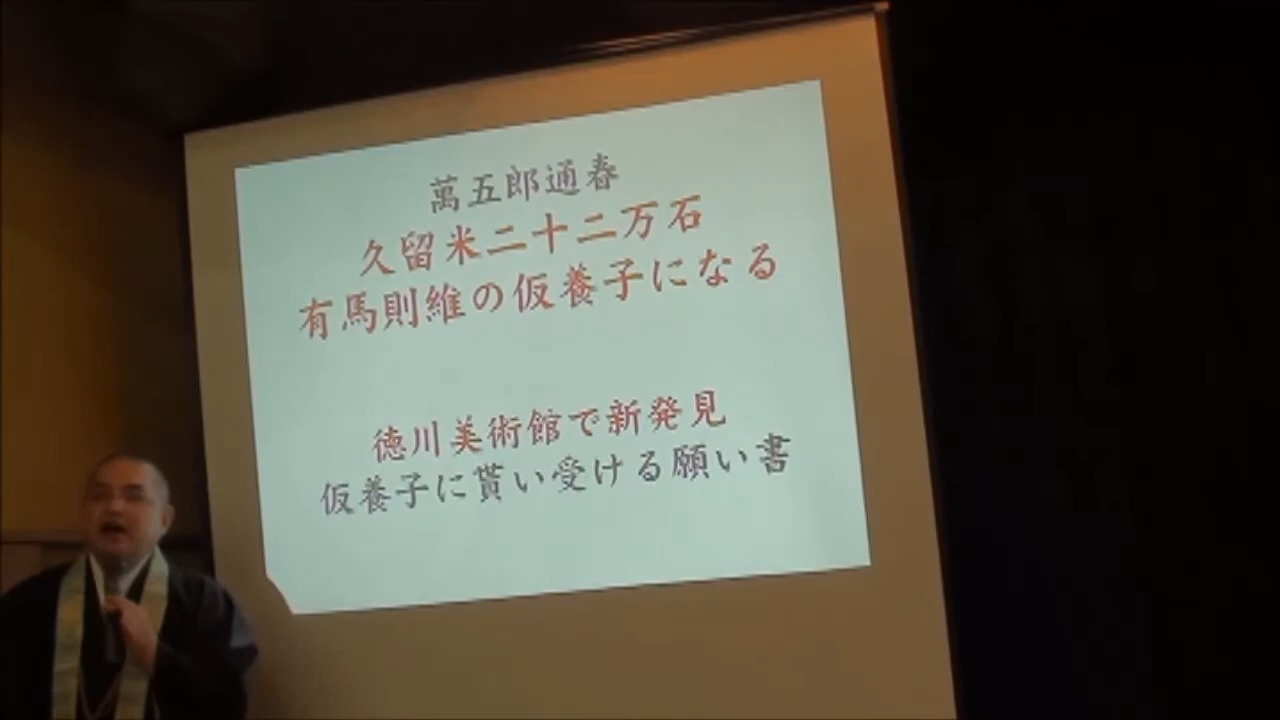 萬五郎通春
久留米二十二万石
有馬則維の仮養子になる
徳川美術館で新発見
仮養子に貰い受ける願い書